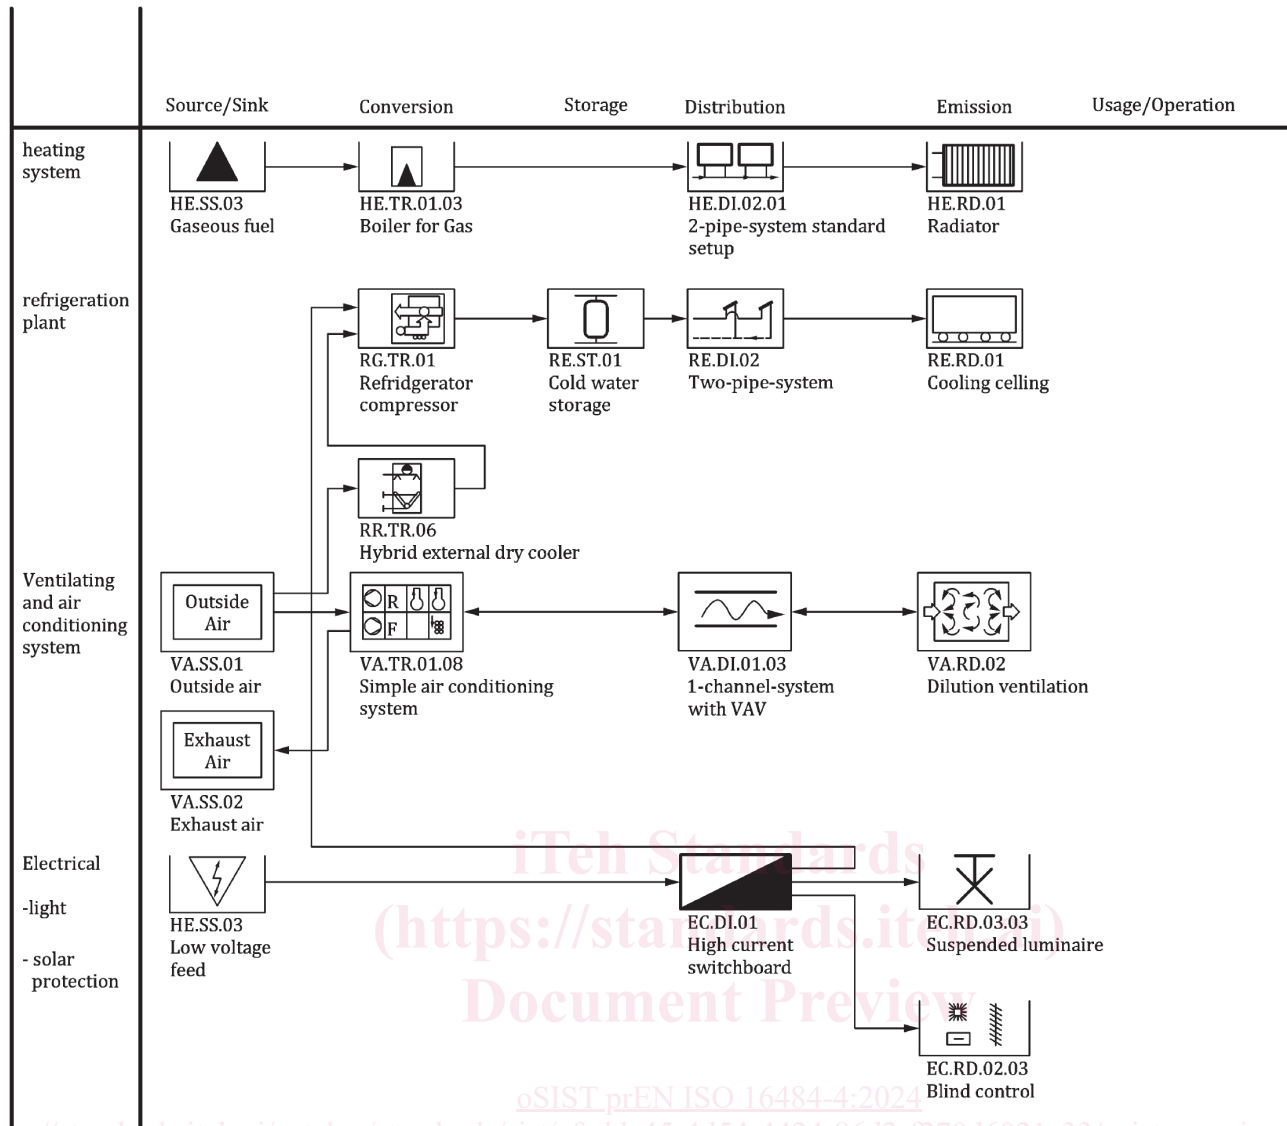 Source/Sink Conversion Storage Distribution Emission Usage/Operation
heating
system
HE.SS.03
Gaseous fuel
HE.TR.01.03
Boiler for Gas
HE.DI.02.01
2-pipe-system standard
setup
HE.RD.01
Radiator
refrigeration
plant
RG.TR.01
Refridgerator
compressor
RE.ST.01
Cold water
storage
RE.DI.02
Two-pipe-system
RE.RD.01
Cooling celling
RR.TR.06
Hybrid external dry cooler
Ventilating
and air
conditioning
system
Outside
Air
VA.SS.01
Outside air
R
F
VA.TR.01.08
Simple air conditioning
system
VA.DI.01.03
1-channel-system
with VAV
VA.RD.02
Dilution ventilation
Exhaust
Air
VA.SS.02
Exhaust air
Electrical
-light
- solar
protection
HE.SS.03
Low voltage
feed
EC.DI.01
High current
switchboard
EC.RD.03.03
Suspended luminaire
EC.RD.02.03
Blind control
iTeh Standards
(https://standards.iteh.ai)
Document Preview
oSIST prEN ISO 16484-4:2024